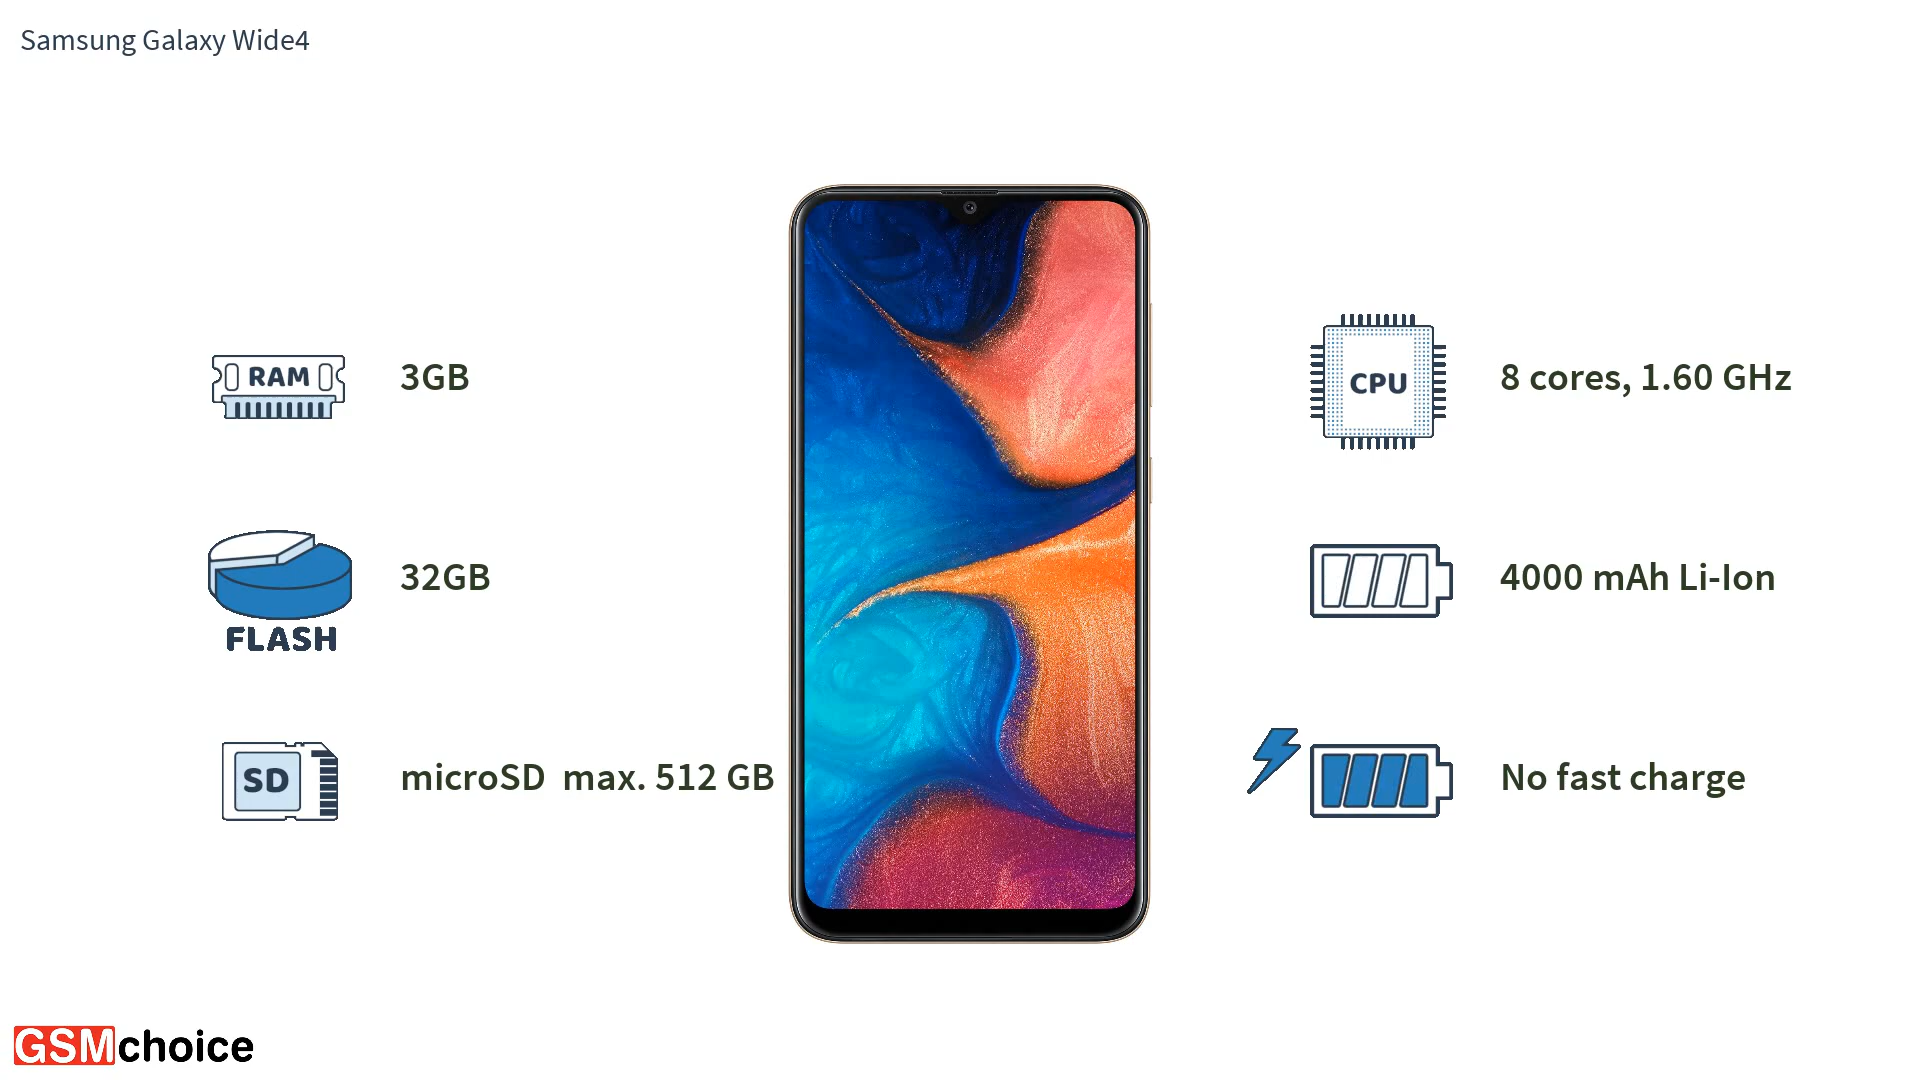 Samsung Galaxy Wide4
RAM
3GB
FLASH
32GB
SD
microSD  max. 512 GB
CPU
8 cores, 1.60 GHz
4000 mAh Li-Ion
No fast charge
GSMchoice